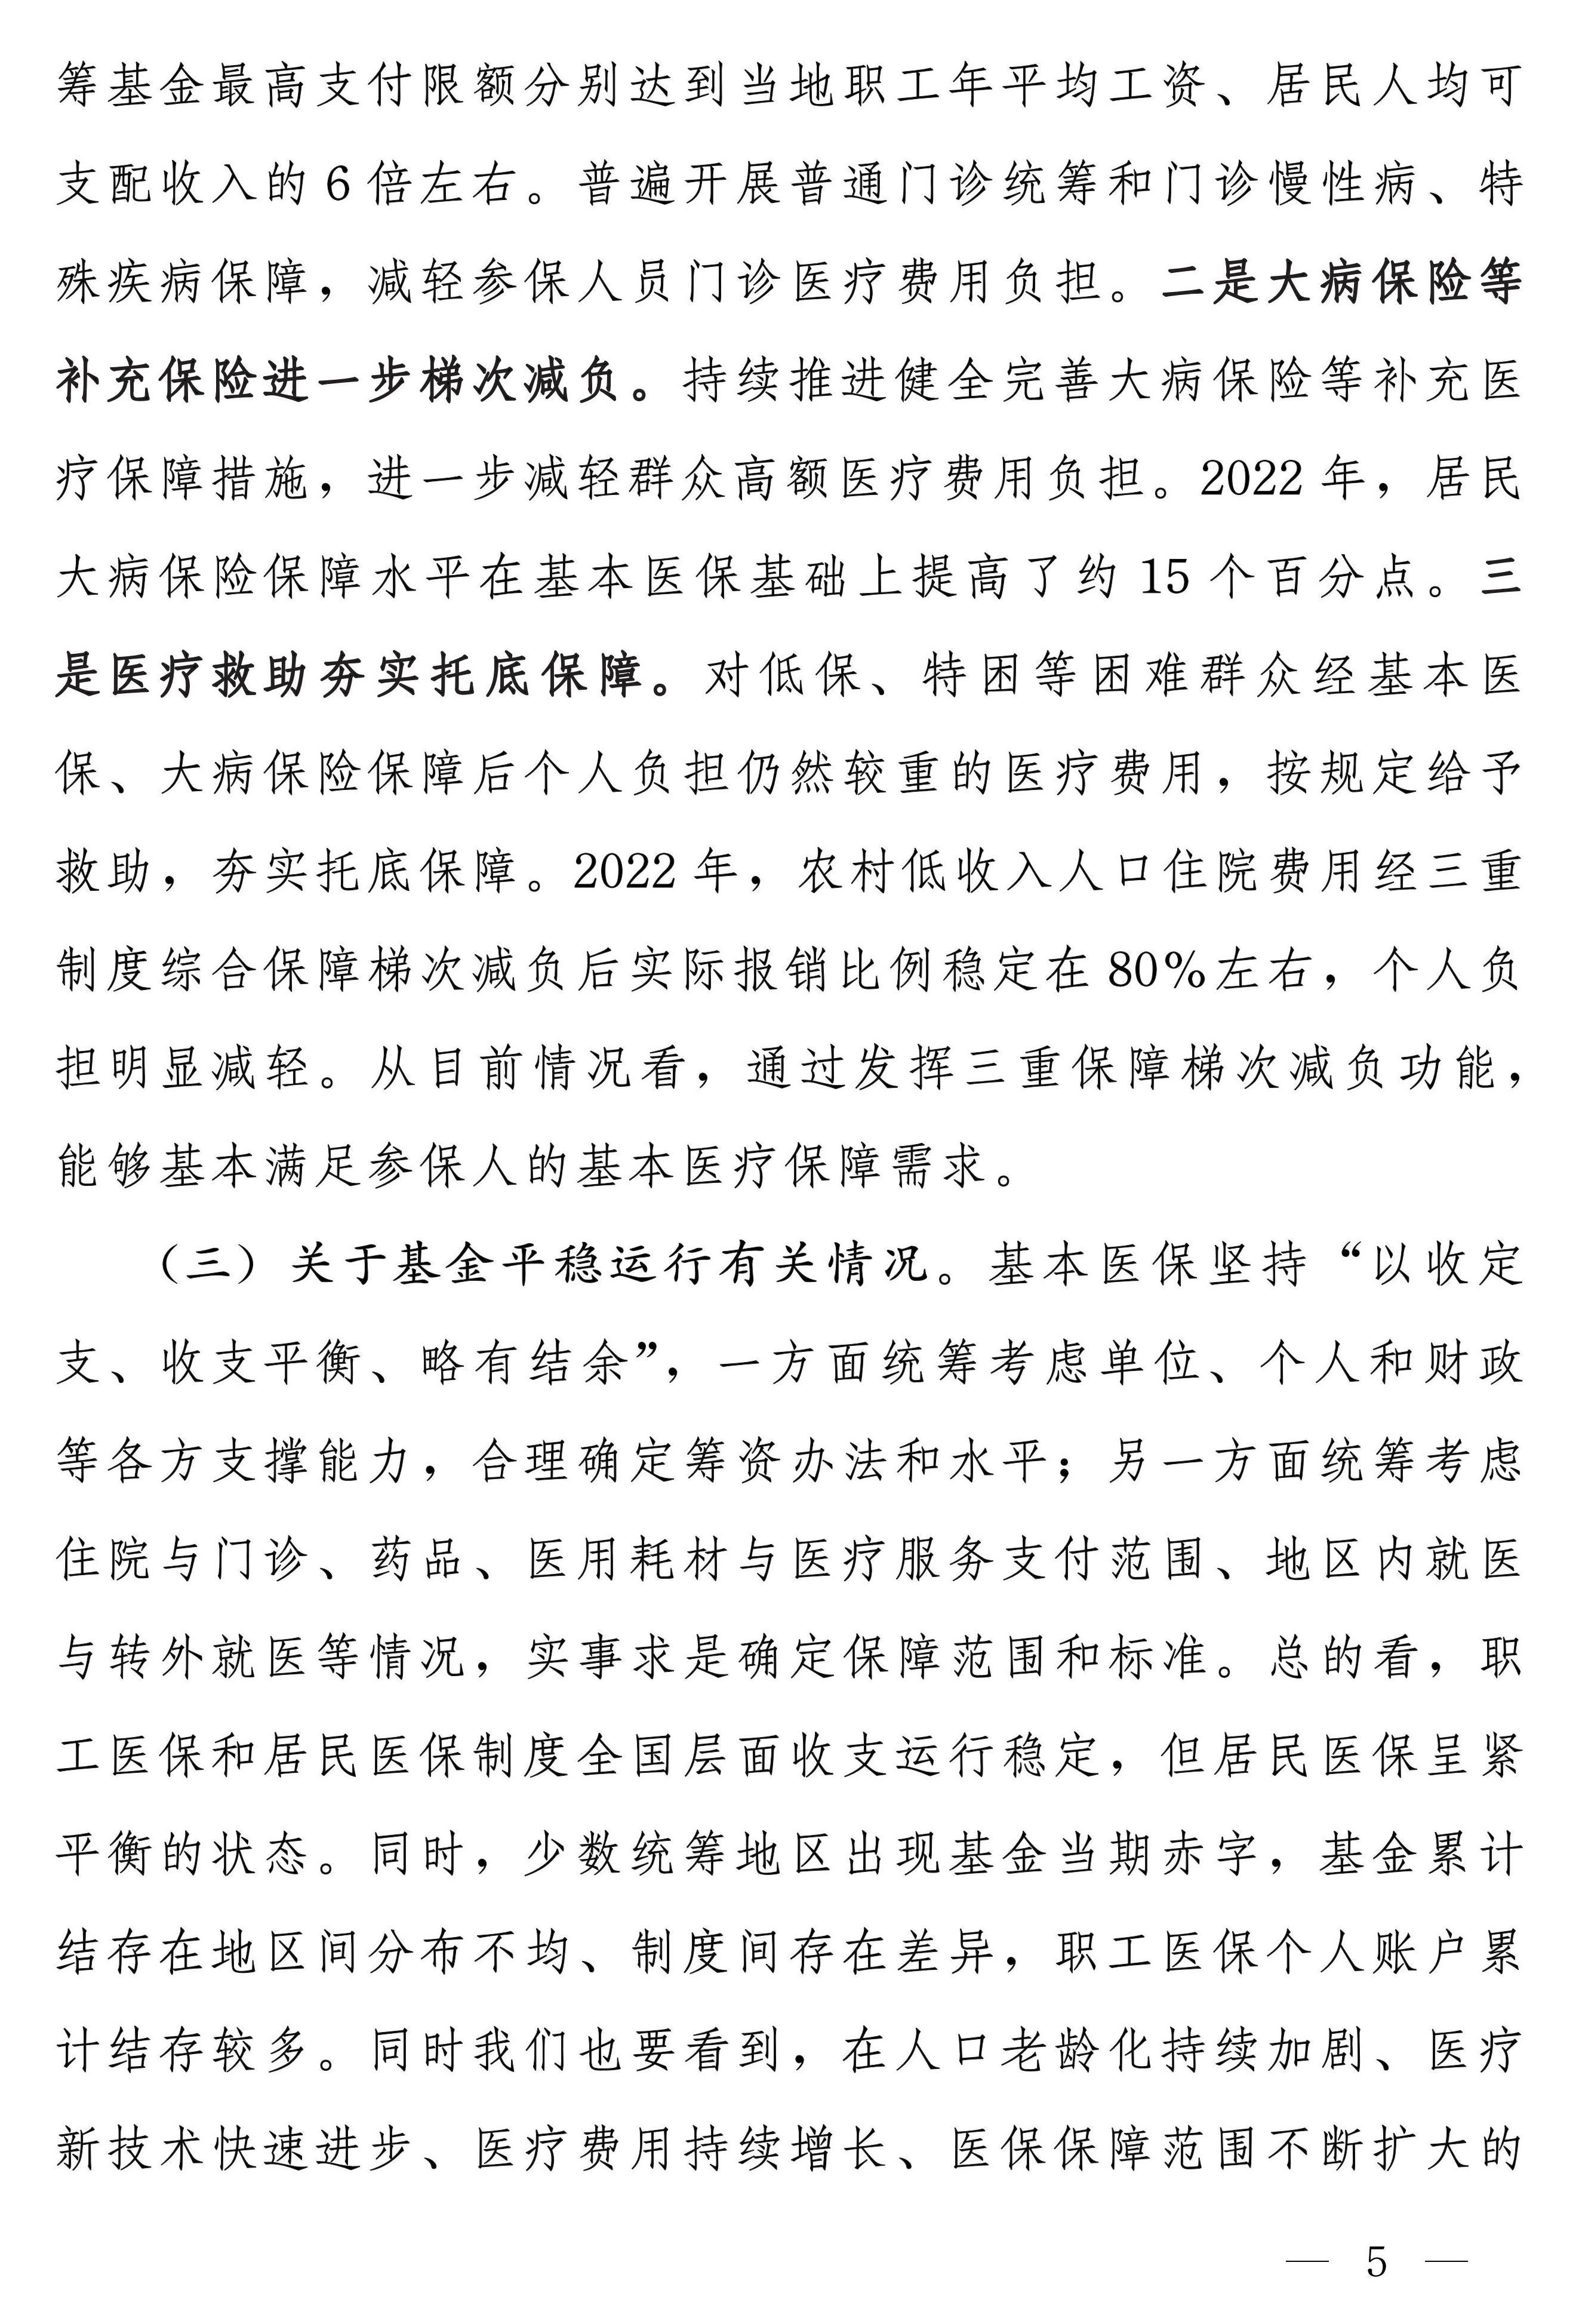 筹基金最高支付限额分别达到当地职工年平均工资、居民人均可
支配收入的 6 倍左右。普遍开展普通门诊统筹和门诊慢性病、特
殊疾病保障，减轻参保人员门诊医疗费用负担。二是大病保险等
补充保险进一步梯次减负。持续推进健全完善大病保险等补充医
疗保障措施，进一步减轻群众高额医疗费用负担。2022 年，居民
大病保险保障水平在基本医保基础上提高了约 15 个百分点。三
是医疗救助夯实托底保障。对低保、特困等困难群众经基本医
保、大病保险保障后个人负担仍然较重的医疗费用，按规定给予
救助，夯实托底保障。2022 年，农村低收入人口住院费用经三重
制度综合保障梯次减负后实际报销比例稳定在 80%左右，个人负
担明显减轻。从目前情况看，通过发挥三重保障梯次减负功能，
能够基本满足参保人的基本医疗保障需求。
（三）关于基金平稳运行有关情况。基本医保坚持“以收定
支、收支平衡、略有结余”，一方面统筹考虑单位、个人和财政
等各方支撑能力，合理确定筹资办法和水平；另一方面统筹考虑
住院与门诊、药品、医用耗材与医疗服务支付范围、地区内就医
与转外就医等情况，实事求是确定保障范围和标准。总的看，职
工医保和居民医保制度全国层面收支运行稳定，但居民医保呈紧
平衡的状态。同时，少数统筹地区出现基金当期赤字，基金累计
结存在地区间分布不均、制度间存在差异，职工医保个人账户累
计结存较多。同时我们也要看到，在人口老龄化持续加剧、医疗
新技术快速进步、医疗费用持续增长、医保保障范围不断扩大的
— 5 —